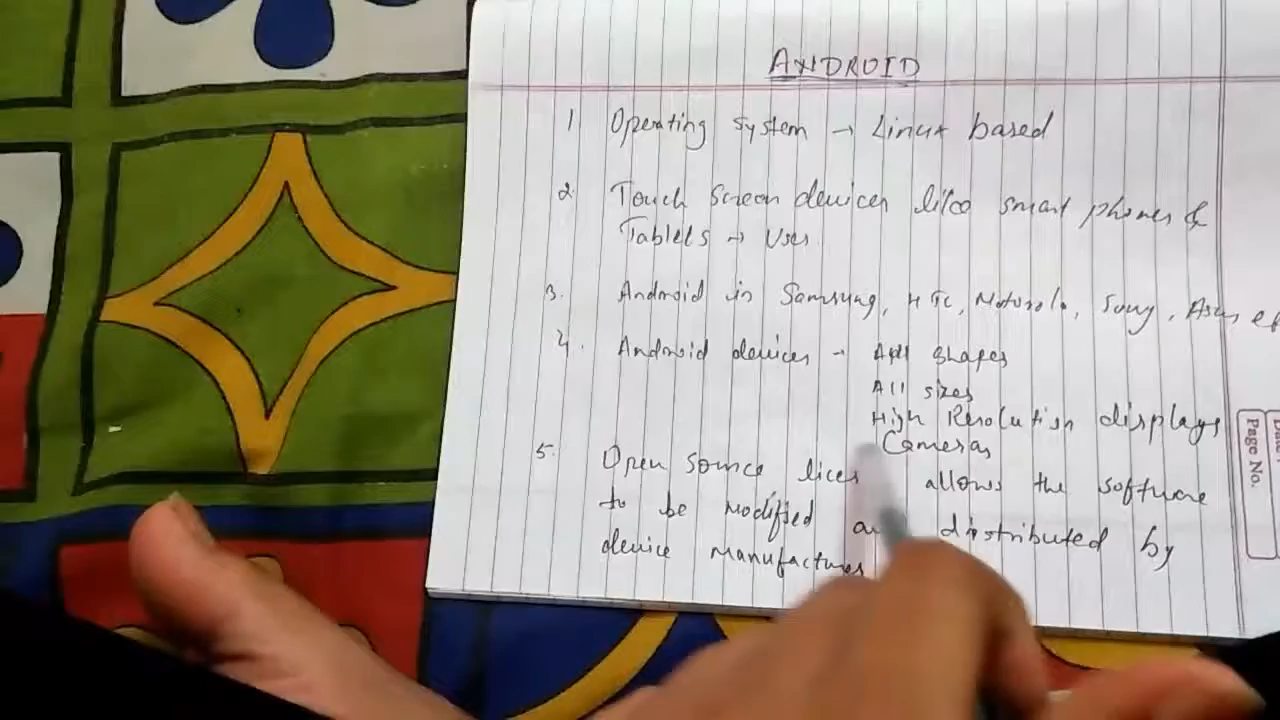 ANDROID
1 Operating System → Linux based
2. Touch Screen devices like smart phones &
Tablets → Uses
3. Android in Samsung, HTC, Motorola, Sony, Asus
4. Android devices → All shapes
All sizes
High Resolution displays
Cameras
5. Open Source allows the software
to be modified distributed by
device manufactures
Page No.